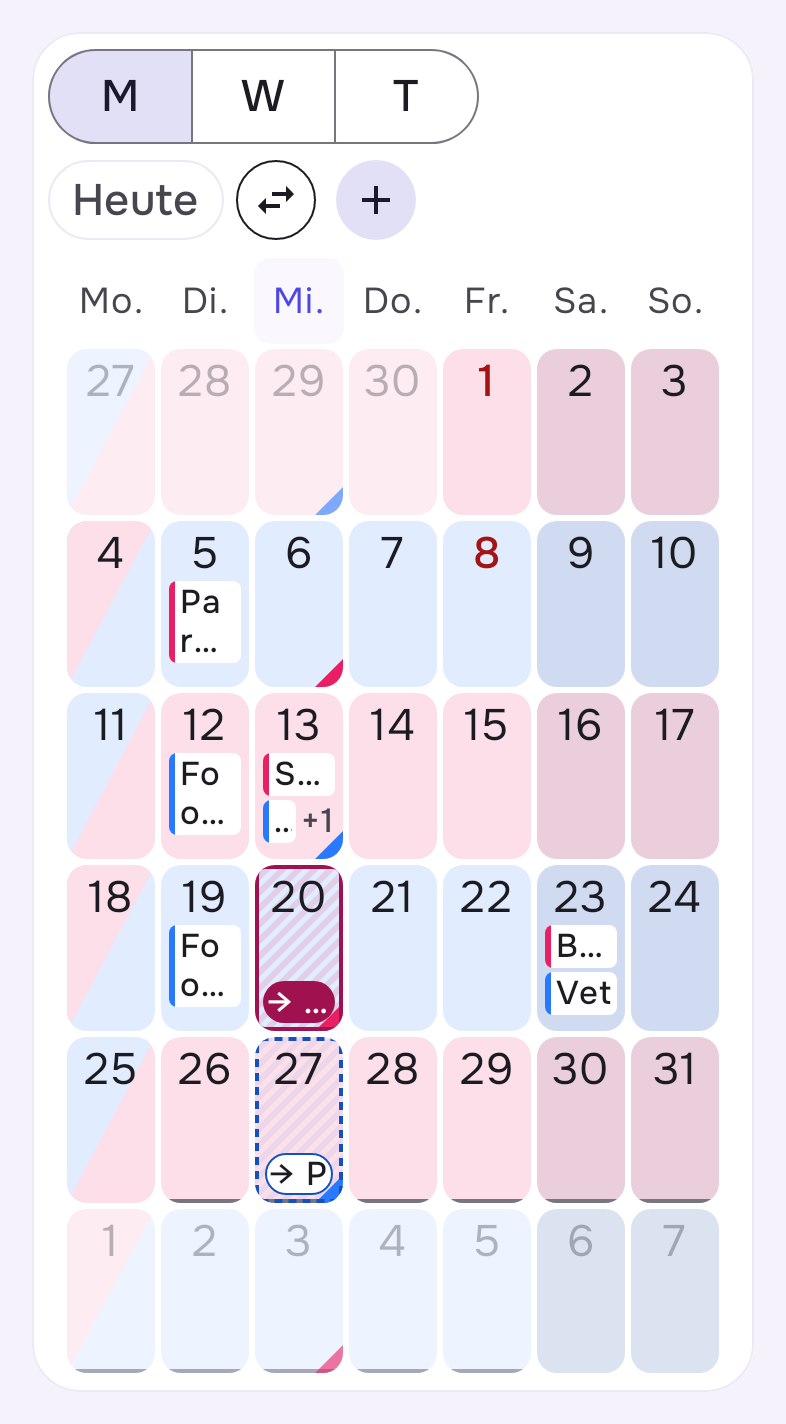 M W T
Heute
Mo. Di. Mi. Do. Fr. Sa. So.
27 28 29 30 1 2 3
4 5 6 7 8 9 10
Pa
r...
11 12 13 14 15 16 17
Fo
o...
S...
... +1
18 19 20 21 22 23 24
Fo
o...
→ ...
B...
Vet
25 26 27 28 29 30 31
→ P
1 2 3 4 5 6 7